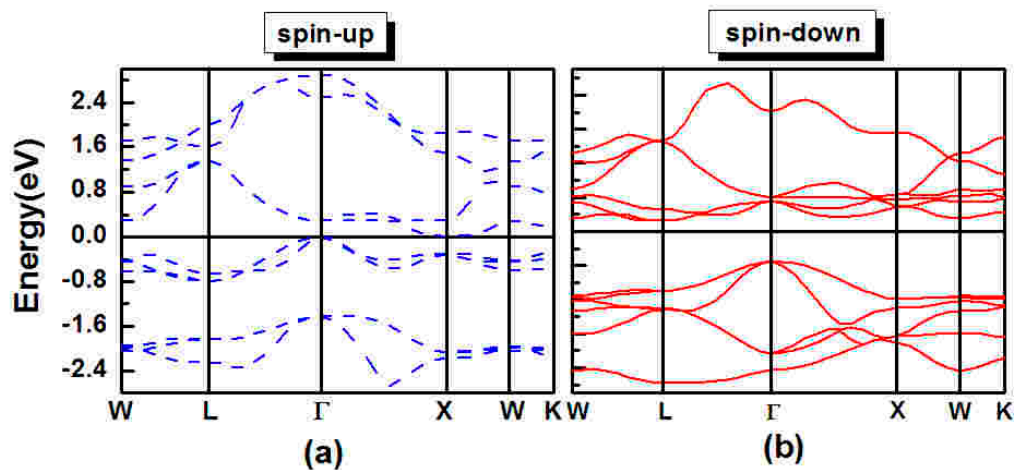 spin-up
spin-down
Energy(eV)
2.4
1.6
0.8
0.0
-0.8
-1.6
-2.4
W L Γ X W K
W L Γ X W K
(a)
(b)